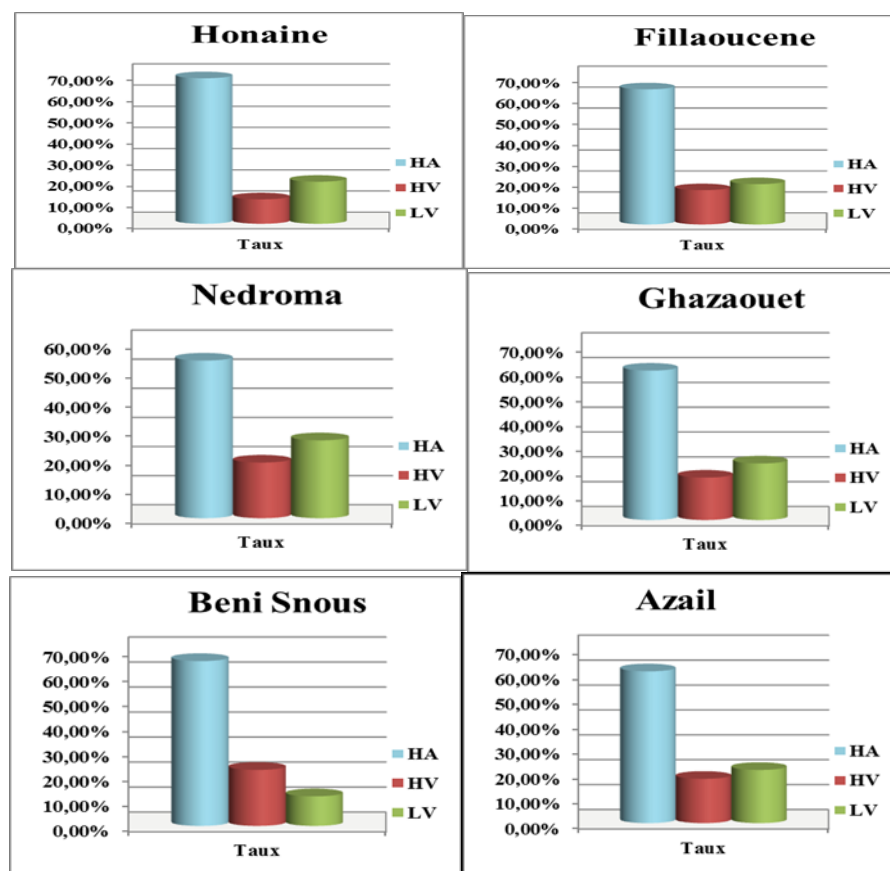 Honaine
70,00%
60,00%
50,00%
40,00%
30,00%
20,00%
10,00%
0,00%
Taux
HA
HV
LV
Fillaoucene
70,00%
60,00%
50,00%
40,00%
30,00%
20,00%
10,00%
0,00%
Taux
HA
HV
LV
Nedroma
60,00%
50,00%
40,00%
30,00%
20,00%
10,00%
0,00%
Taux
HA
HV
LV
Ghazaouet
70,00%
60,00%
50,00%
40,00%
30,00%
20,00%
10,00%
0,00%
Taux
HA
HV
LV
Beni Snous
70,00%
60,00%
50,00%
40,00%
30,00%
20,00%
10,00%
0,00%
Taux
HA
HV
LV
Azail
70,00%
60,00%
50,00%
40,00%
30,00%
20,00%
10,00%
0,00%
Taux
HA
HV
LV